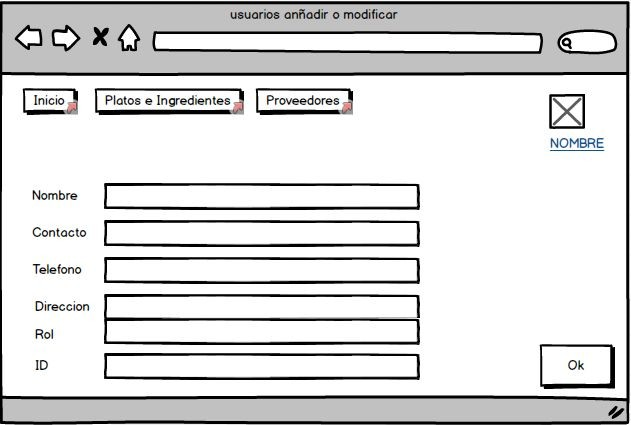 usuarios anñadir o modificar
Inicio
Platos e Ingredientes
Proveedores
NOMBRE
Nombre
Contacto
Telefono
Direccion
Rol
ID
Ok